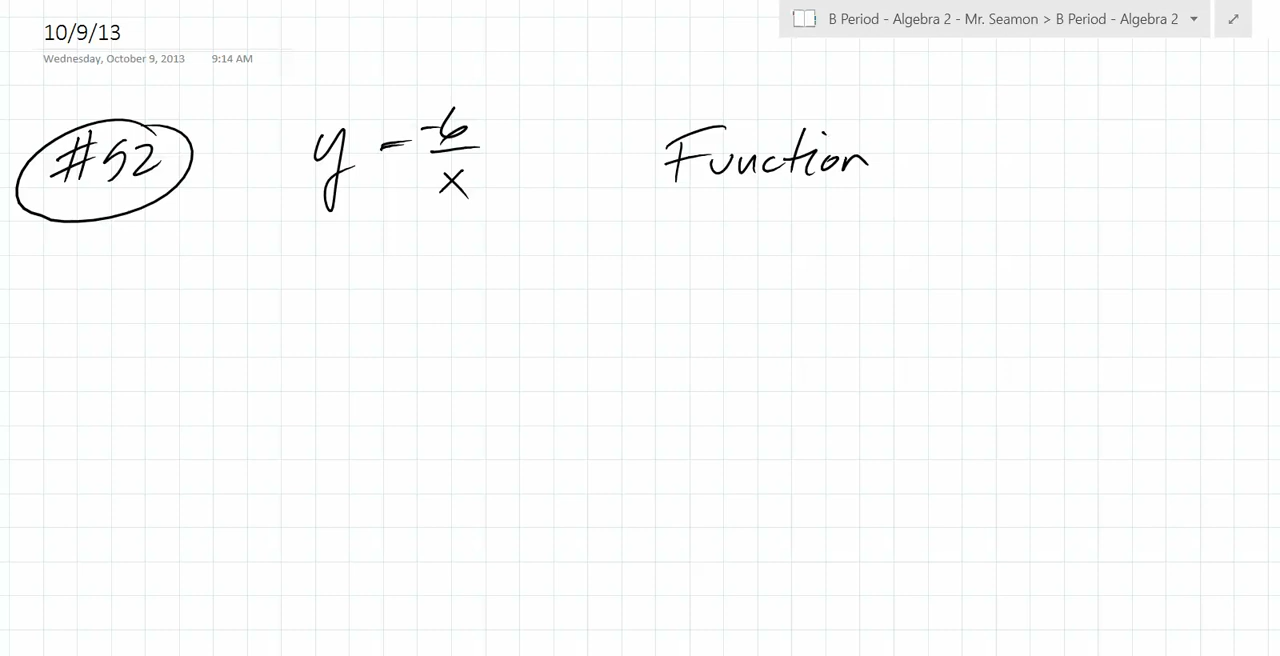 B Period - Algebra 2 - Mr. Seamon > B Period - Algebra 2
10/9/13
Wednesday, October 9, 2013 9:14 AM
#52 y = -6/x Function